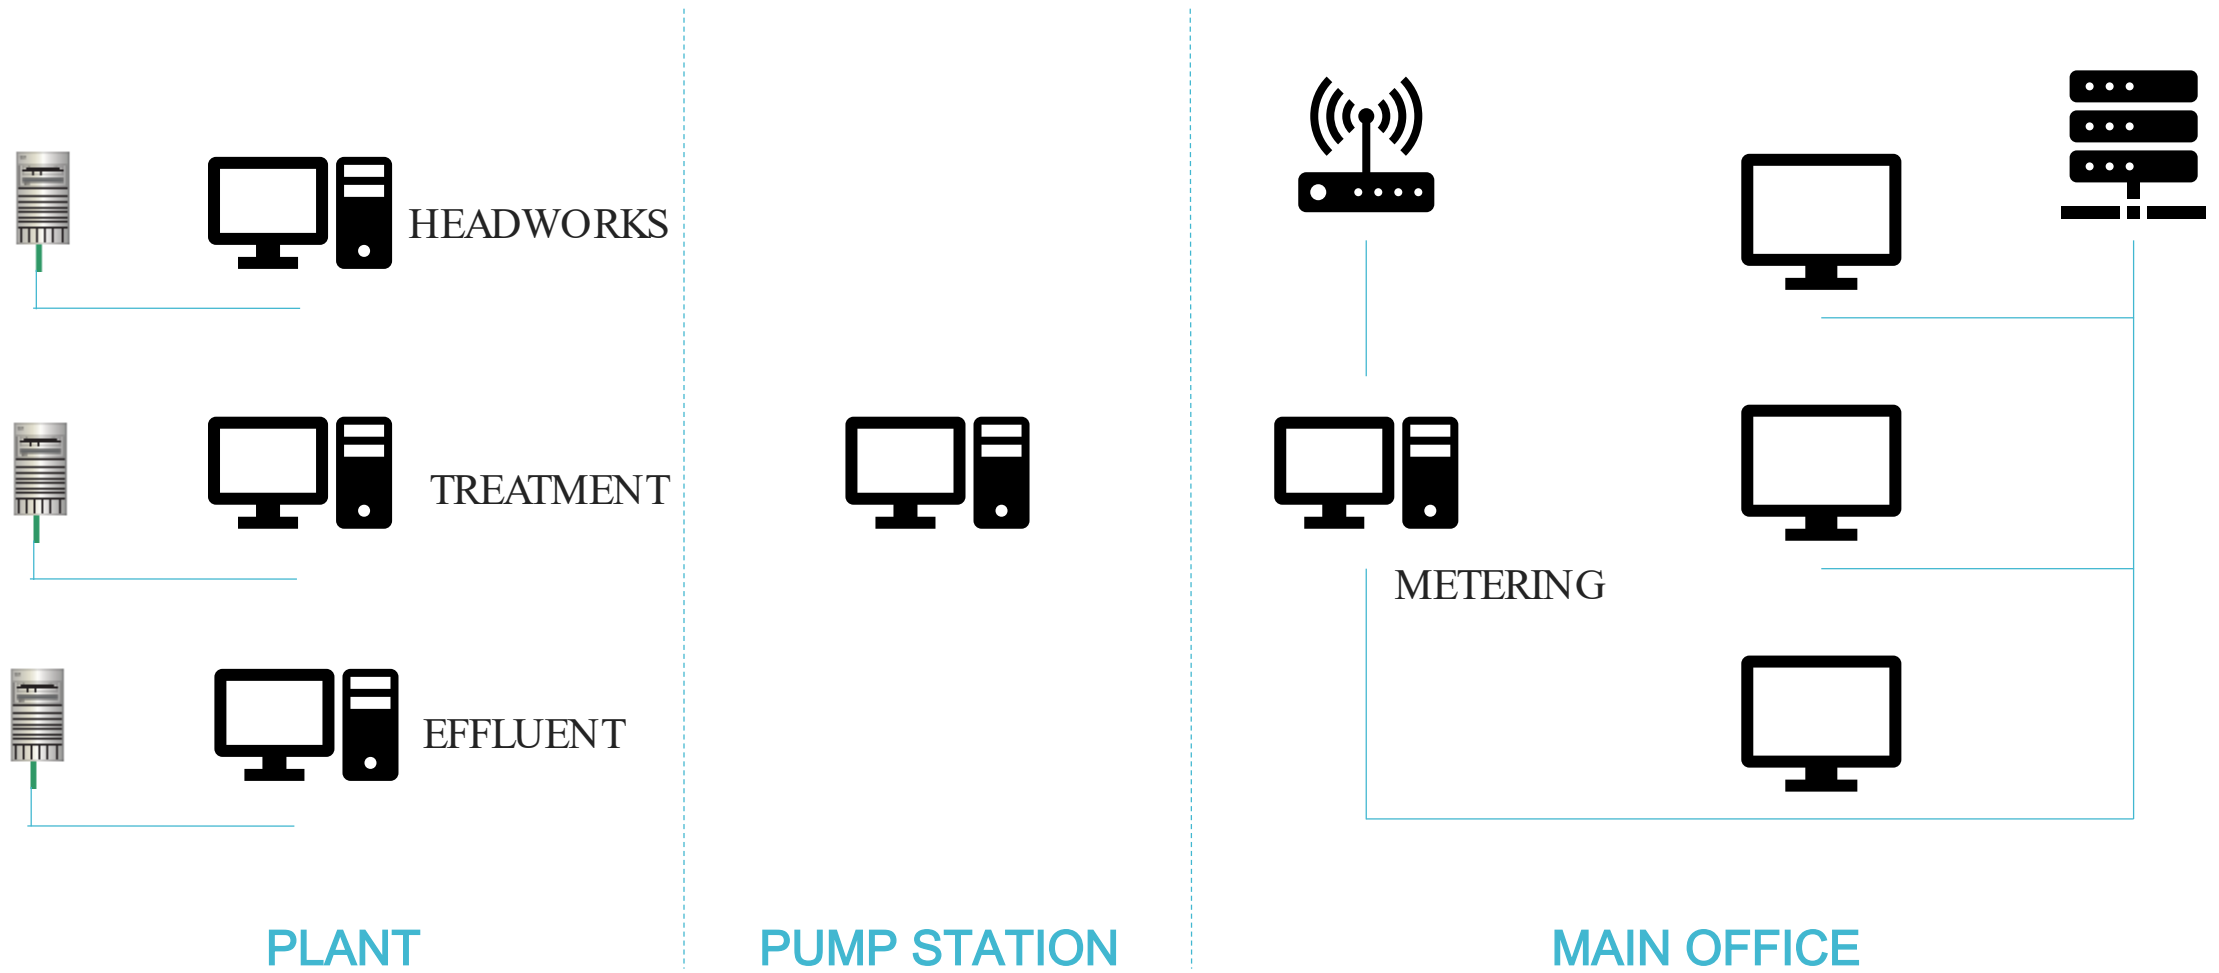 HEADWORKS
TREATMENT
METERING
EFFLUENT
PLANT
PUMP STATION
MAIN OFFICE